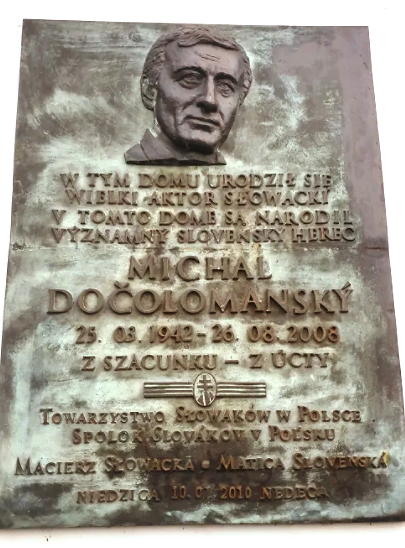 W TYM DOMU URODZIŁ SIĘ
WIELKI AKTOR SŁOWACKI
V TOMTO DOME SA NARODIL
VÝZNAMNÝ SLOVENSKÝ HEREC
MICHAL
DOČOLOMANSKÝ
25. 03. 1942 - 26. 08. 2008
Z SZACUNKU – Z ÚCTY
TOWARZYSTWO SŁOWAKÓW W POLSCE
SPOLOK SLOVÁKOV V POĽSKU
MACIERZ SŁOWACKA • MATICA SLOVENSKÁ
NIEDZICA 10.07.2010 NEDECA